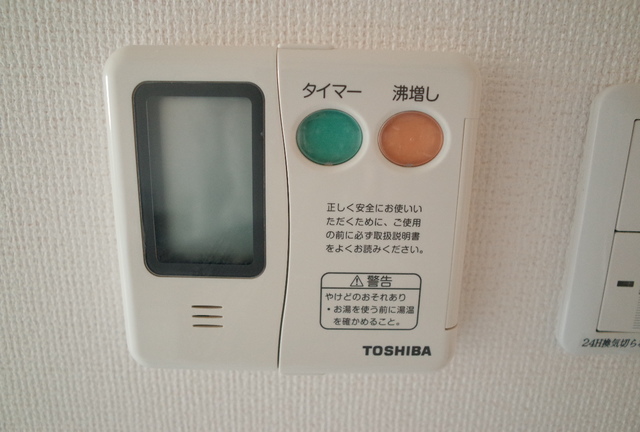 タイマー 沸増し
正しく安全にお使いい
ただくために、ご使用
の前に必ず取扱説明書
をよくお読みください。
⚠警告
やけどのおそれあり
・お湯を使う前に湯温
を確かめること。
TOSHIBA
24H換気切ら